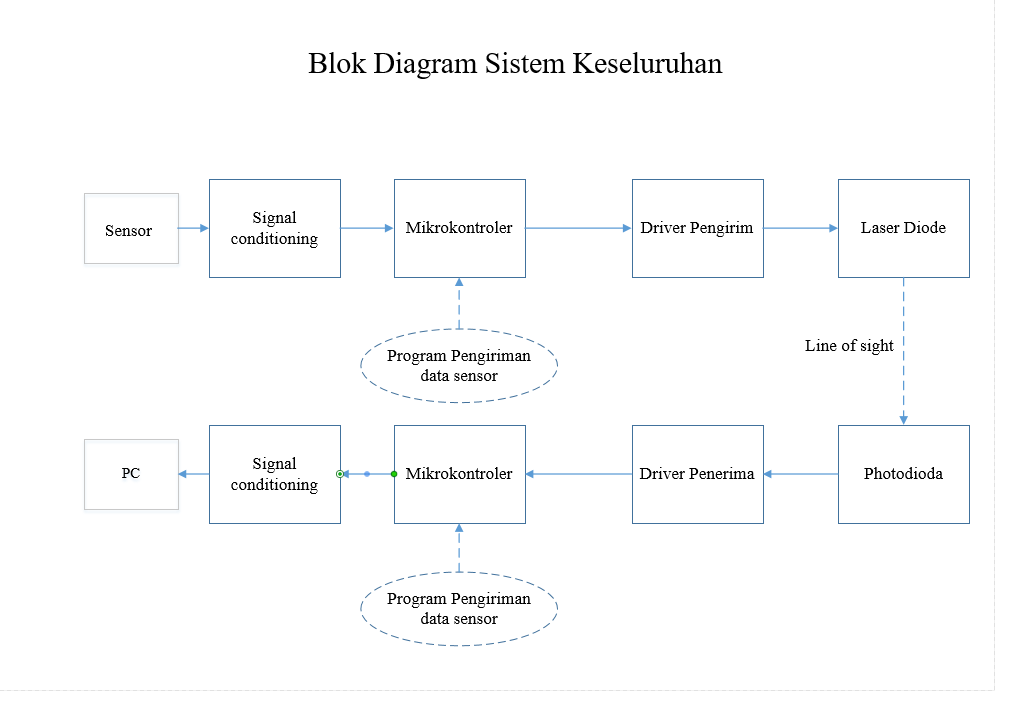 Blok Diagram Sistem Keseluruhan
Sensor
Signal
conditioning
Mikrokontroler
Driver Pengirim
Laser Diode
Program Pengiriman
data sensor
Line of sight
PC
Signal
conditioning
Mikrokontroler
Driver Penerima
Photodioda
Program Pengiriman
data sensor